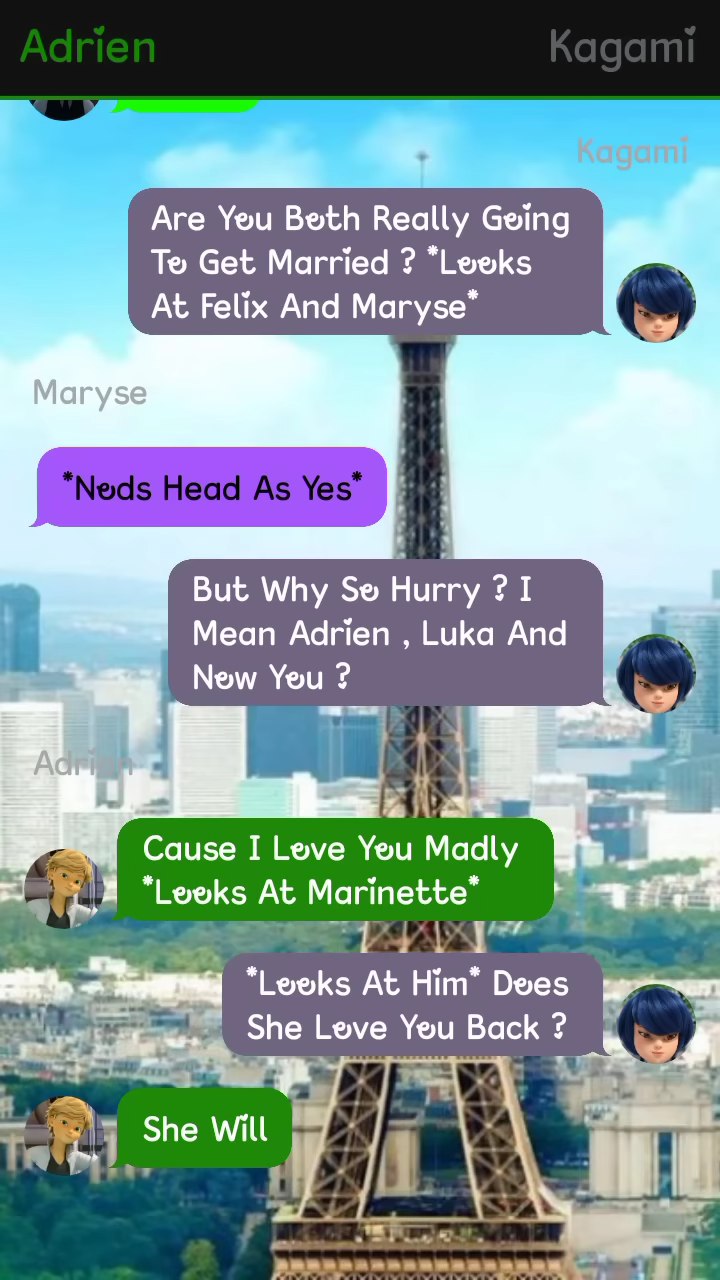 Adrien
Kagami
Kagami
Are You Both Really Going
To Get Married ? *Looks
At Felix And Maryse*
Maryse
*Nods Head As Yes*
But Why So Hurry ? I
Mean Adrien , Luka And
Now You ?
Adrien
Cause I Love You Madly
*Looks At Marinette*
*Looks At Him* Does
She Love You Back ?
She Will